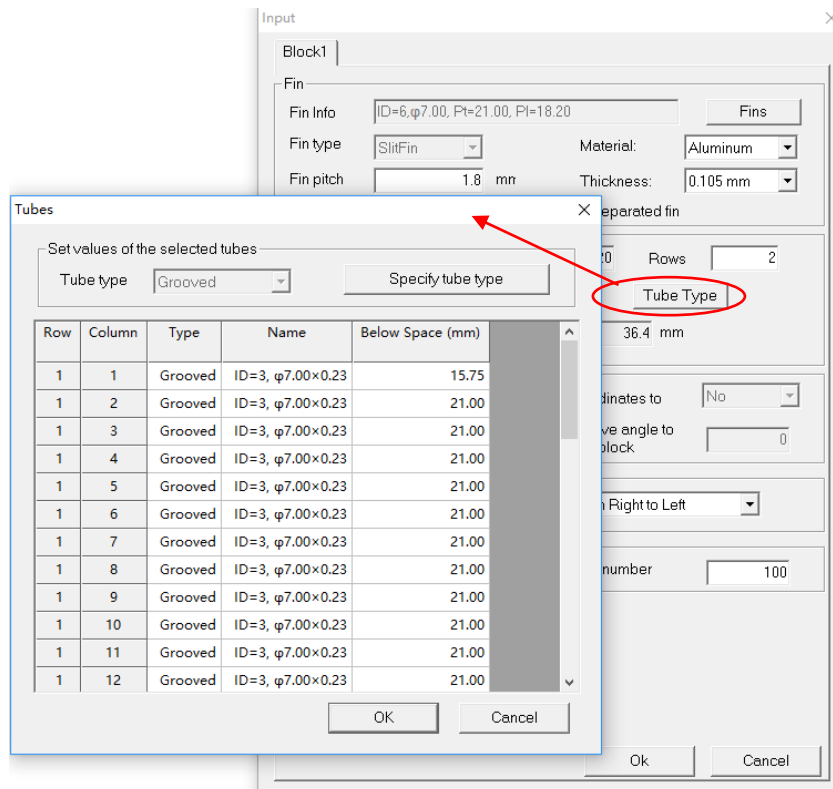 Input
Block1
Fin
Fin Info ID=6,φ7.00, Pt=21.00, Pl=18.20 Fins
Fin type SlitFin Material: Aluminum
Fin pitch 1.8 mm Thickness: 0.105 mm
Tubes
eparated fin
Set values of the selected tubes
Tube type Grooved Specify tube type
Rows 2
Tube Type
36.4 mm
Row Column Type Name Below Space (mm)
1 1 Grooved ID=3, φ7.00×0.23 15.75
1 2 Grooved ID=3, φ7.00×0.23 21.00
1 3 Grooved ID=3, φ7.00×0.23 21.00
1 4 Grooved ID=3, φ7.00×0.23 21.00
1 5 Grooved ID=3, φ7.00×0.23 21.00
1 6 Grooved ID=3, φ7.00×0.23 21.00
1 7 Grooved ID=3, φ7.00×0.23 21.00
1 8 Grooved ID=3, φ7.00×0.23 21.00
1 9 Grooved ID=3, φ7.00×0.23 21.00
1 10 Grooved ID=3, φ7.00×0.23 21.00
1 11 Grooved ID=3, φ7.00×0.23 21.00
1 12 Grooved ID=3, φ7.00×0.23 21.00
dinates to No
ve angle to
block 0
Right to Left
number 100
OK Cancel
Ok Cancel